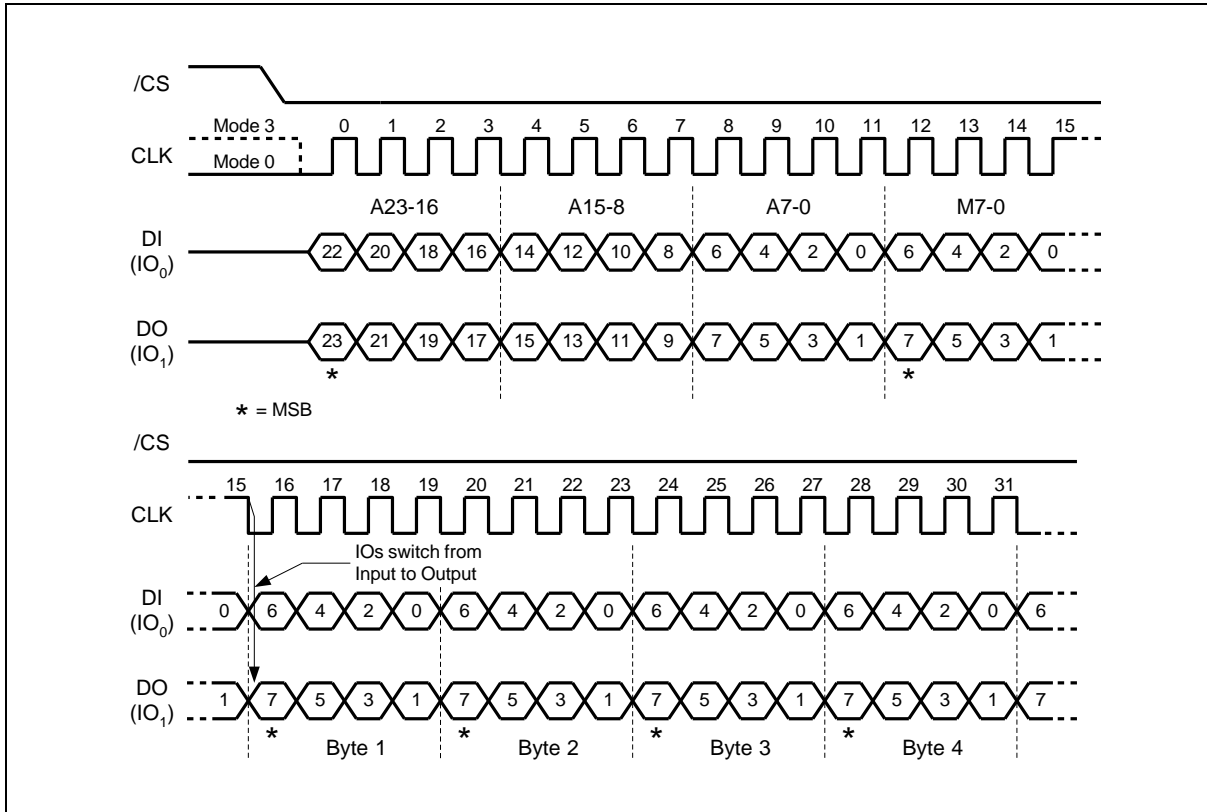 /CS
Mode 3 0 1 2 3 4 5 6 7 8 9 10 11 12 13 14 15
CLK Mode 0
A23-16 A15-8 A7-0 M7-0
DI 22 20 18 16 14 12 10 8 6 4 2 0 6 4 2 0
(IO0)
DO 23 21 19 17 15 13 11 9 7 5 3 1 7 5 3 1
(IO1)
* *
* = MSB
/CS
15 16 17 18 19 20 21 22 23 24 25 26 27 28 29 30 31
CLK
IOs switch from
Input to Output
DI 0 6 4 2 0 6 4 2 0 6 4 2 0 6 4 2 0 6
(IO0)
DO 1 7 5 3 1 7 5 3 1 7 5 3 1 7 5 3 1 7
(IO1)
* * * *
Byte 1 Byte 2 Byte 3 Byte 4